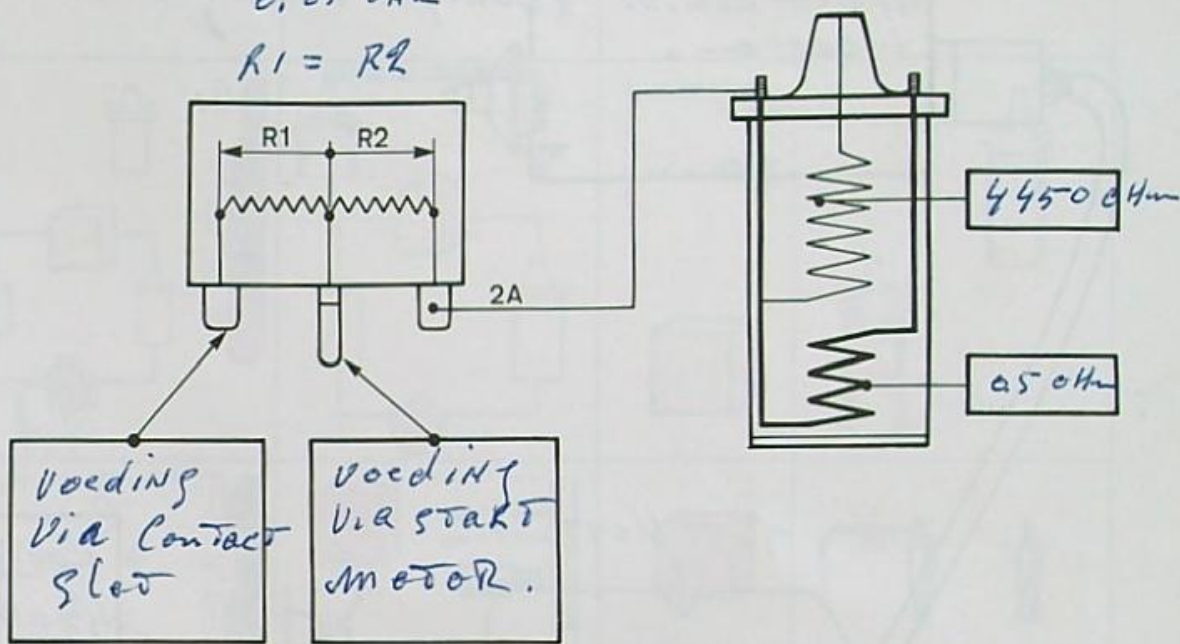 R1 = R2
R1 R2
2A
4450 oHm
0.5 oHm
voeding
via Contact
slot
voeding
via start
motor.